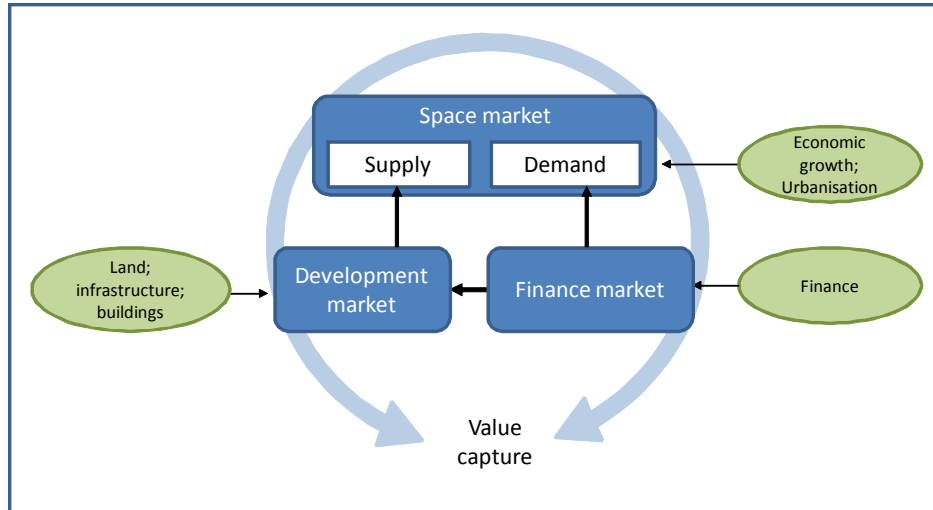 Space market
Supply
Demand
Economic
growth;
Urbanisation
Land;
infrastructure;
buildings
Development
market
Finance market
Finance
Value
capture